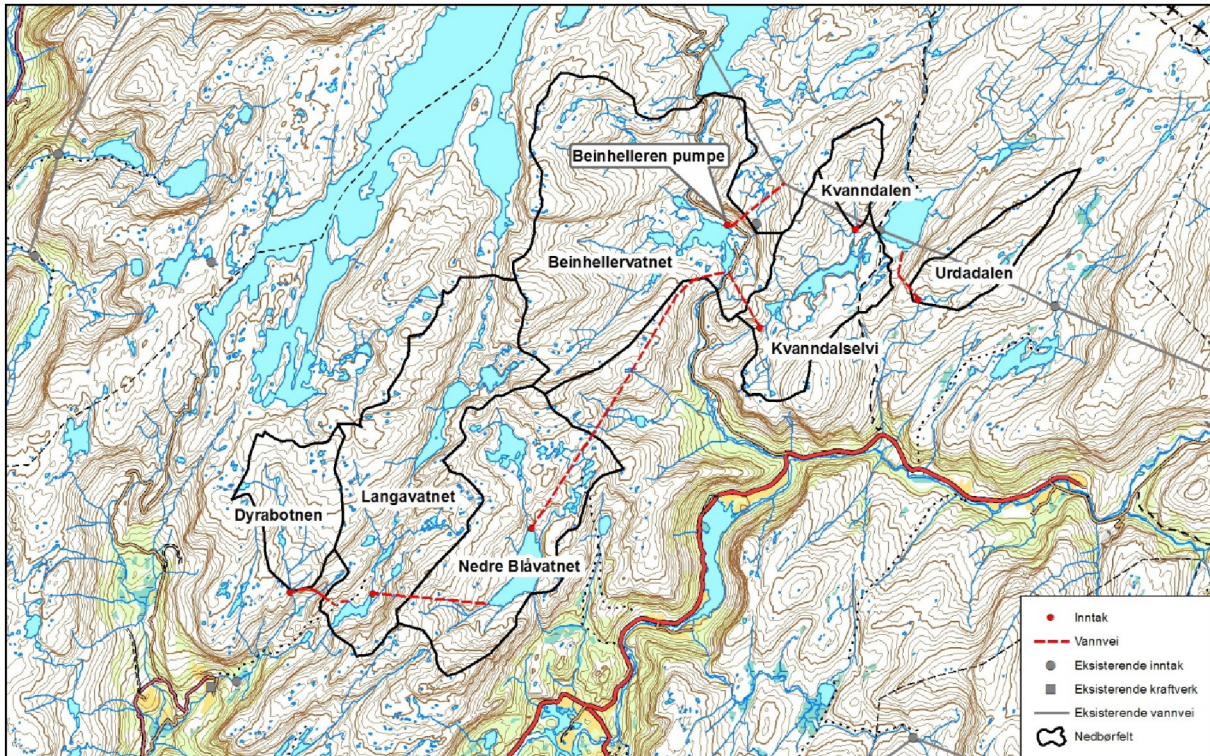 Beinhelleren pumpe
Kvanndalen
Beinhellervatnet
Urdadalen
Kvanndalselvi
Langavatnet
Dyrabotnen
Nedre Blåvatnet
Inntak
Vannvei
Eksisterende inntak
Eksisterende kraftverk
Eksisterende vannvei
Nedbørfelt